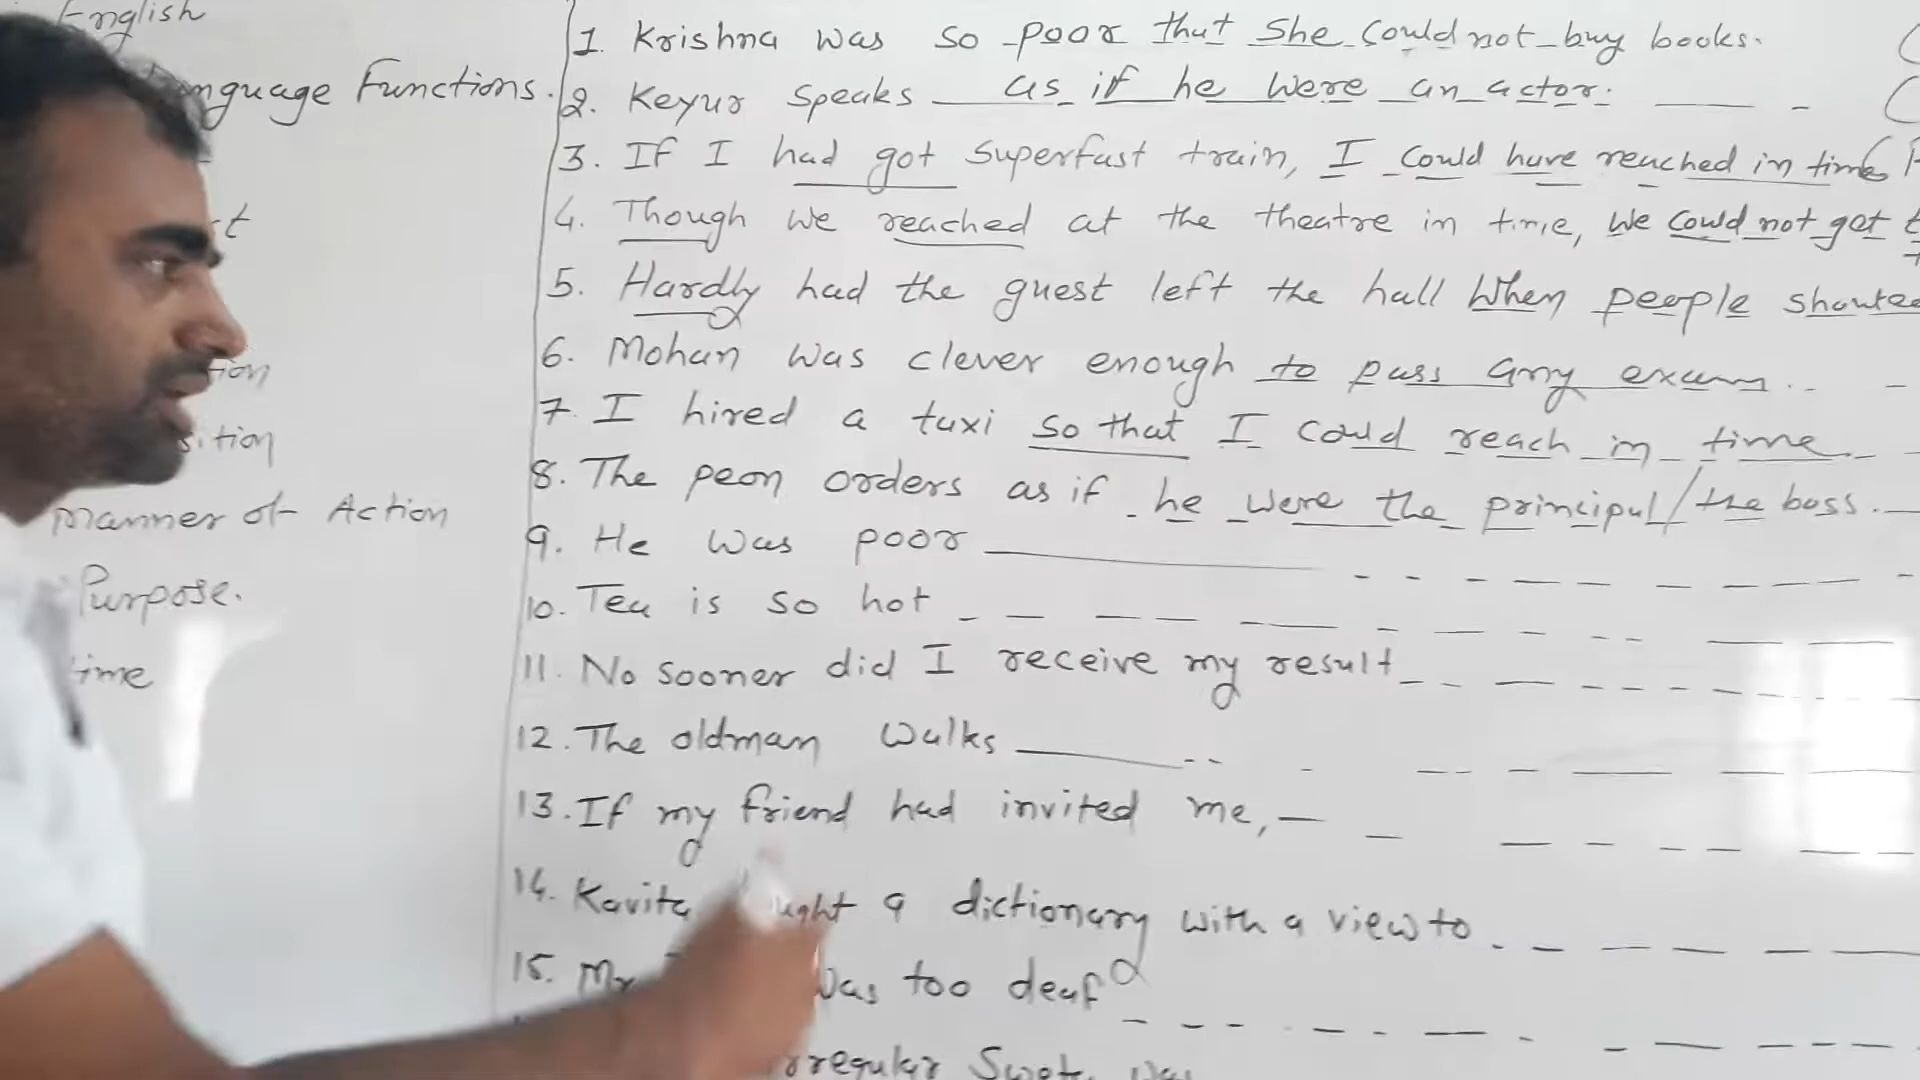 English
Language Functions.
t
tion
sition
manner of Action
Purpose.
time
1. Krishna was so poor that she could not buy books.
2. Keyur speaks as if he were an actor.
3. If I had got superfast train, I could have reached in time
4. Though we reached at the theatre in time, we could not get
5. Hardly had the guest left the hall when people shouted
6. Mohan was clever enough to pass any exam..
7. I hired a taxi so that I could reach in time.
8. The peon orders as if he were the principal/the boss.
9. He was poor
10. Tea is so hot
11. No sooner did I receive my result
12. The oldman walks
13. If my friend had invited me,
14. Kavita ught a dictionary with a view to
15. Mr was too deaf
irregular